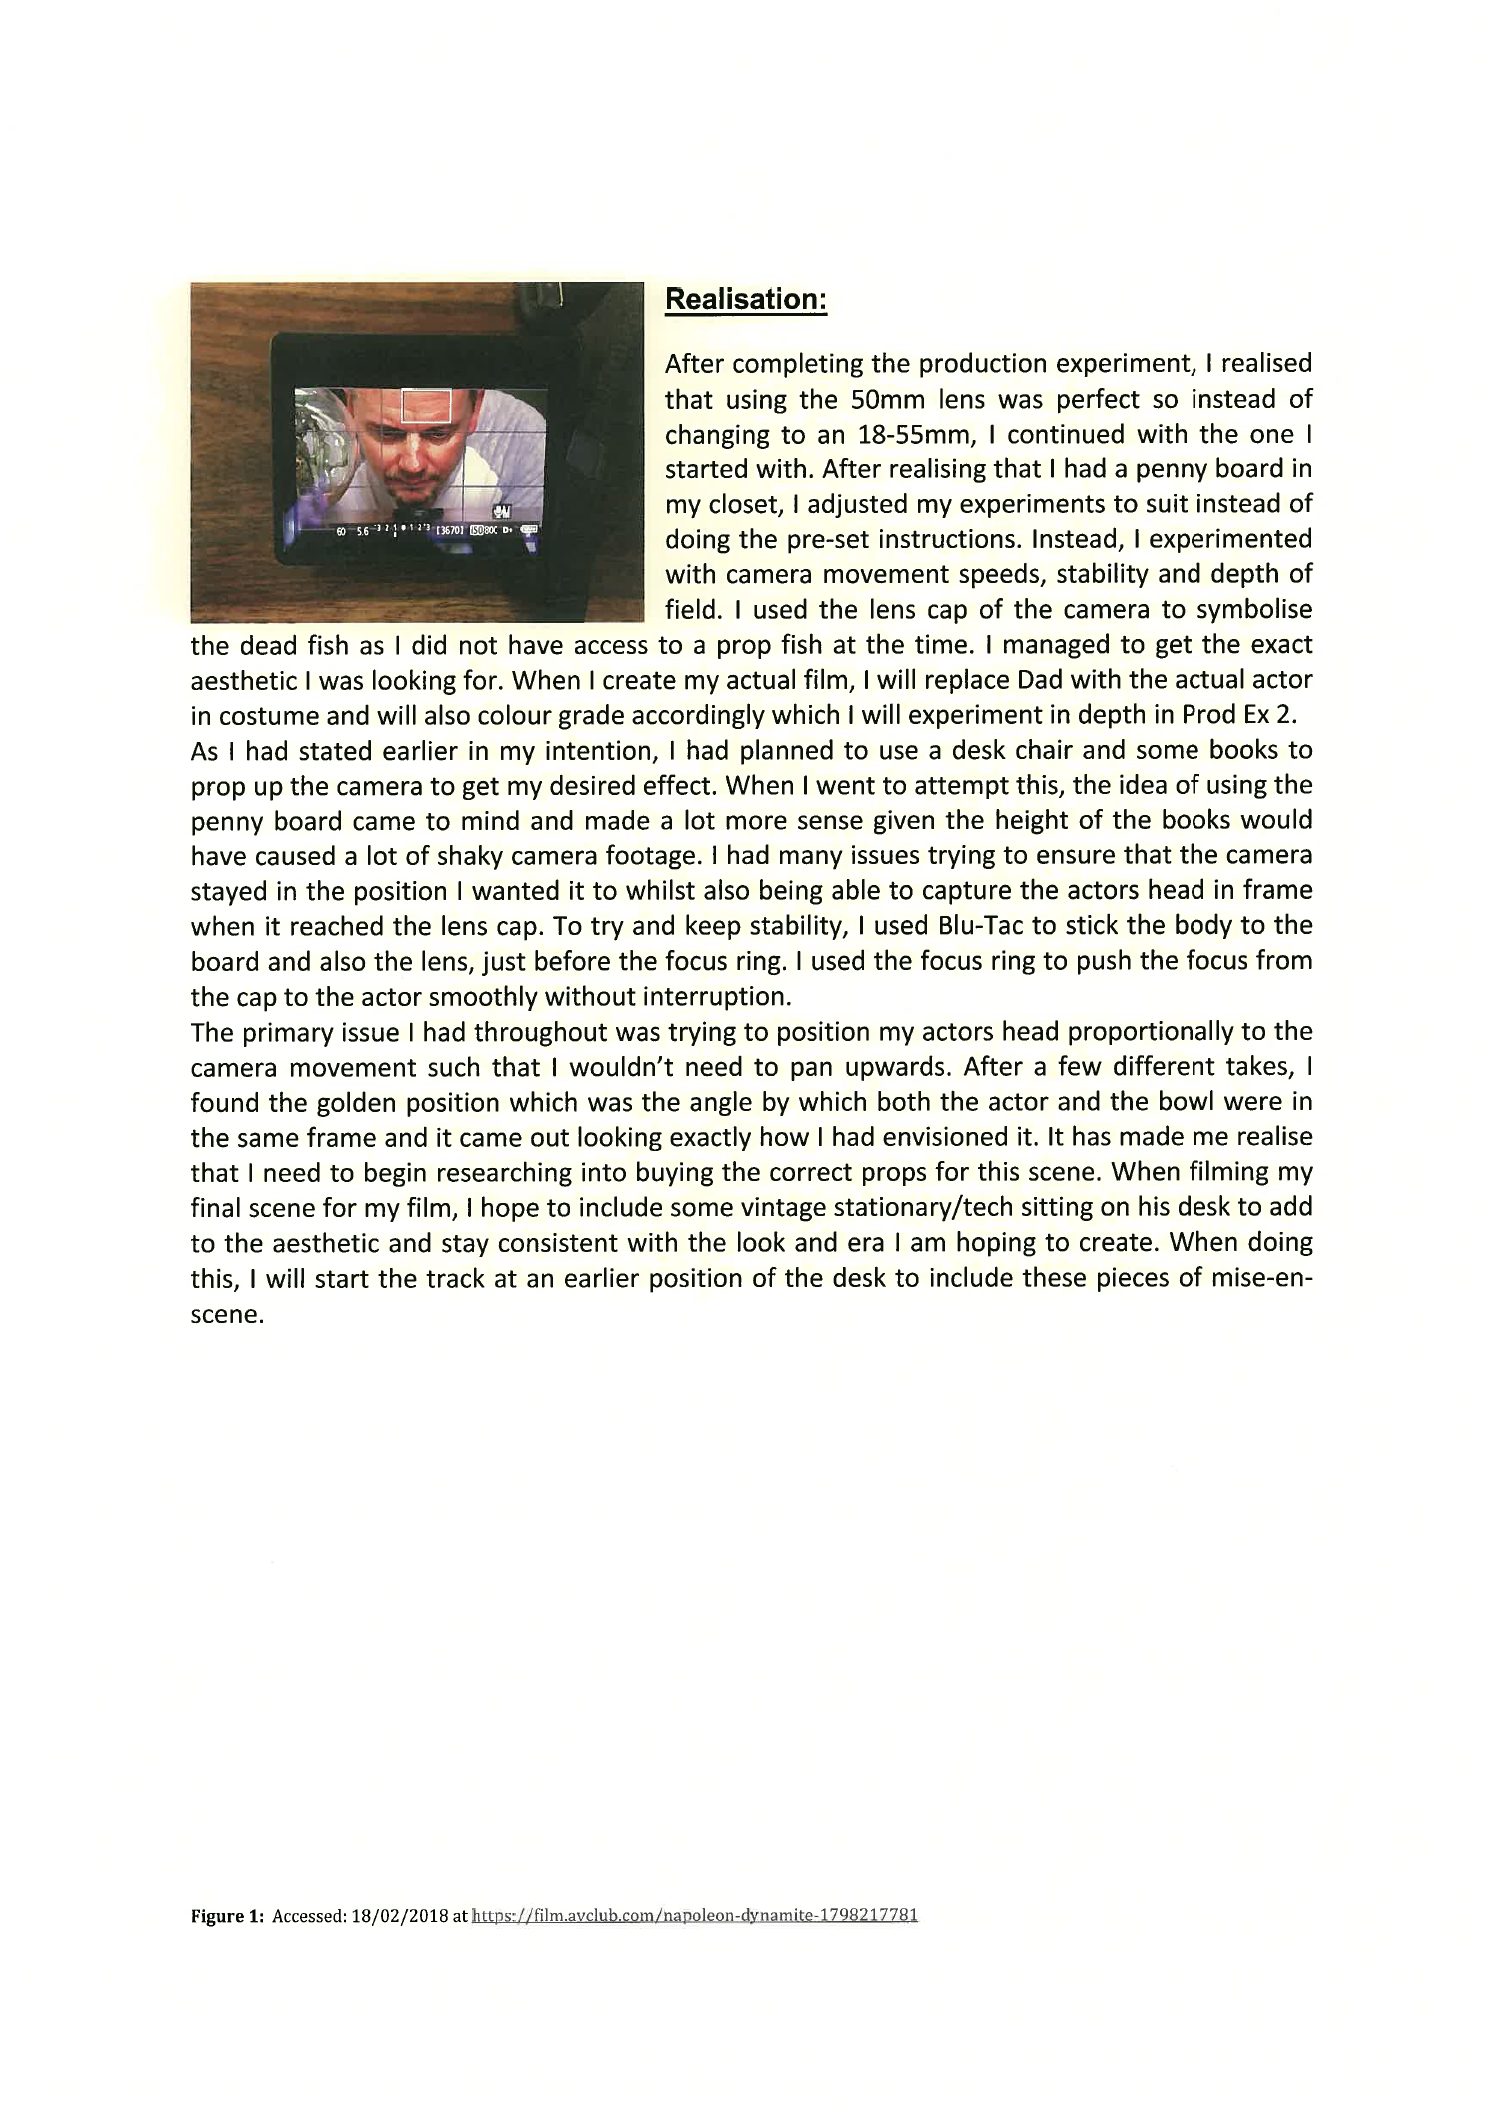 Realisation:
After completing the production experiment, I realised
that using the 50mm lens was perfect so instead of
changing to an 18-55mm, I continued with the one I
started with. After realising that I had a penny board in
my closet, I adjusted my experiments to suit instead of
doing the pre-set instructions. Instead, I experimented
with camera movement speeds, stability and depth of
field. I used the lens cap of the camera to symbolise
the dead fish as I did not have access to a prop fish at the time. I managed to get the exact
aesthetic I was looking for. When I create my actual film, I will replace Dad with the actual actor
in costume and will also colour grade accordingly which I will experiment in depth in Prod Ex 2.
As I had stated earlier in my intention, I had planned to use a desk chair and some books to
prop up the camera to get my desired effect. When I went to attempt this, the idea of using the
penny board came to mind and made a lot more sense given the height of the books would
have caused a lot of shaky camera footage. I had many issues trying to ensure that the camera
stayed in the position I wanted it to whilst also being able to capture the actors head in frame
when it reached the lens cap. To try and keep stability, I used Blu-Tac to stick the body to the
board and also the lens, just before the focus ring. I used the focus ring to push the focus from
the cap to the actor smoothly without interruption.
The primary issue I had throughout was trying to position my actors head proportionally to the
camera movement such that I wouldn't need to pan upwards. After a few different takes, I
found the golden position which was the angle by which both the actor and the bowl were in
the same frame and it came out looking exactly how I had envisioned it. It has made me realise
that I need to begin researching into buying the correct props for this scene. When filming my
final scene for my film, I hope to include some vintage stationary/tech sitting on his desk to add
to the aesthetic and stay consistent with the look and era I am hoping to create. When doing
this, I will start the track at an earlier position of the desk to include these pieces of mise-en-
scene.
60 5.6 3 2 1 1 2 3 [3670] ISO 800 D+
Figure 1: Accessed: 18/02/2018 at https://film.avclub.com/napoleon-dynamite-1798217781